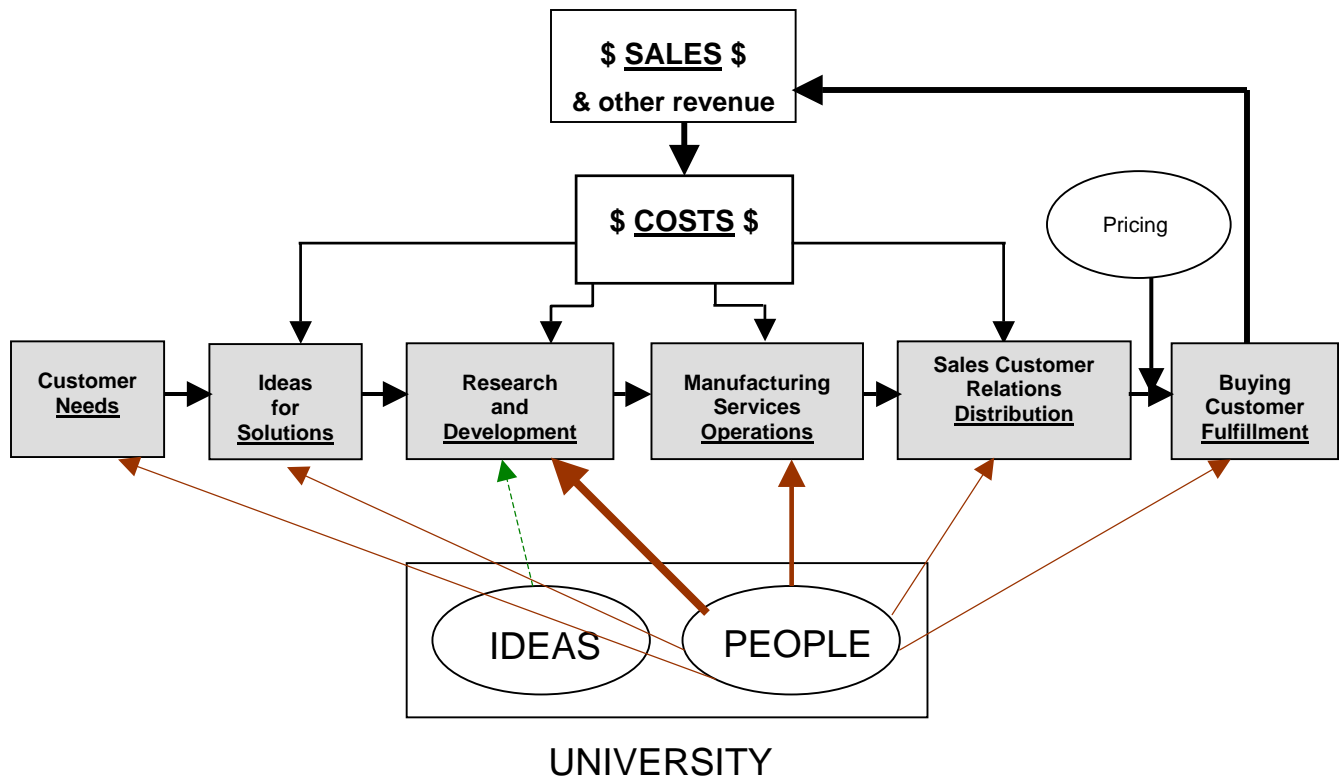 $ SALES $
& other revenue
$ COSTS $
Pricing
Customer
Needs
Ideas
for
Solutions
Research
and
Development
Manufacturing
Services
Operations
Sales Customer
Relations
Distribution
Buying
Customer
Fulfillment
IDEAS
PEOPLE
UNIVERSITY